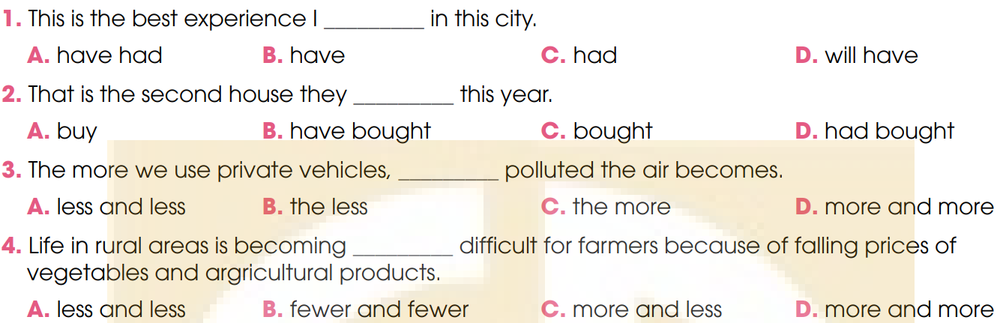 1. This is the best experience I _________ in this city.
A. have had B. have C. had D. will have
2. That is the second house they _________ this year.
A. buy B. have bought C. bought D. had bought
3. The more we use private vehicles, _________ polluted the air becomes.
A. less and less B. the less C. the more D. more and more
4. Life in rural areas is becoming _________ difficult for farmers because of falling prices of
vegetables and argricultural products.
A. less and less B. fewer and fewer C. more and less D. more and more